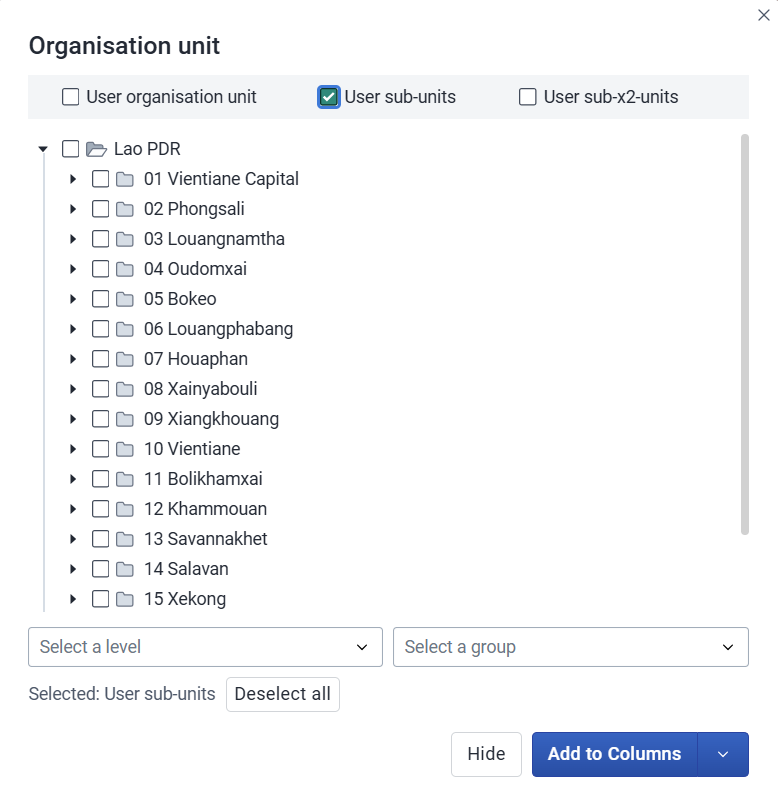 Organisation unit
User organisation unit User sub-units User sub-x2-units
Lao PDR
01 Vientiane Capital
02 Phongsali
03 Louangnamtha
04 Oudomxai
05 Bokeo
06 Louangphabang
07 Houaphan
08 Xainyabouli
09 Xiangkhouang
10 Vientiane
11 Bolikhamxai
12 Khammouan
13 Savannakhet
14 Salavan
15 Xekong
Select a level Select a group
Selected: User sub-units Deselect all
Hide Add to Columns